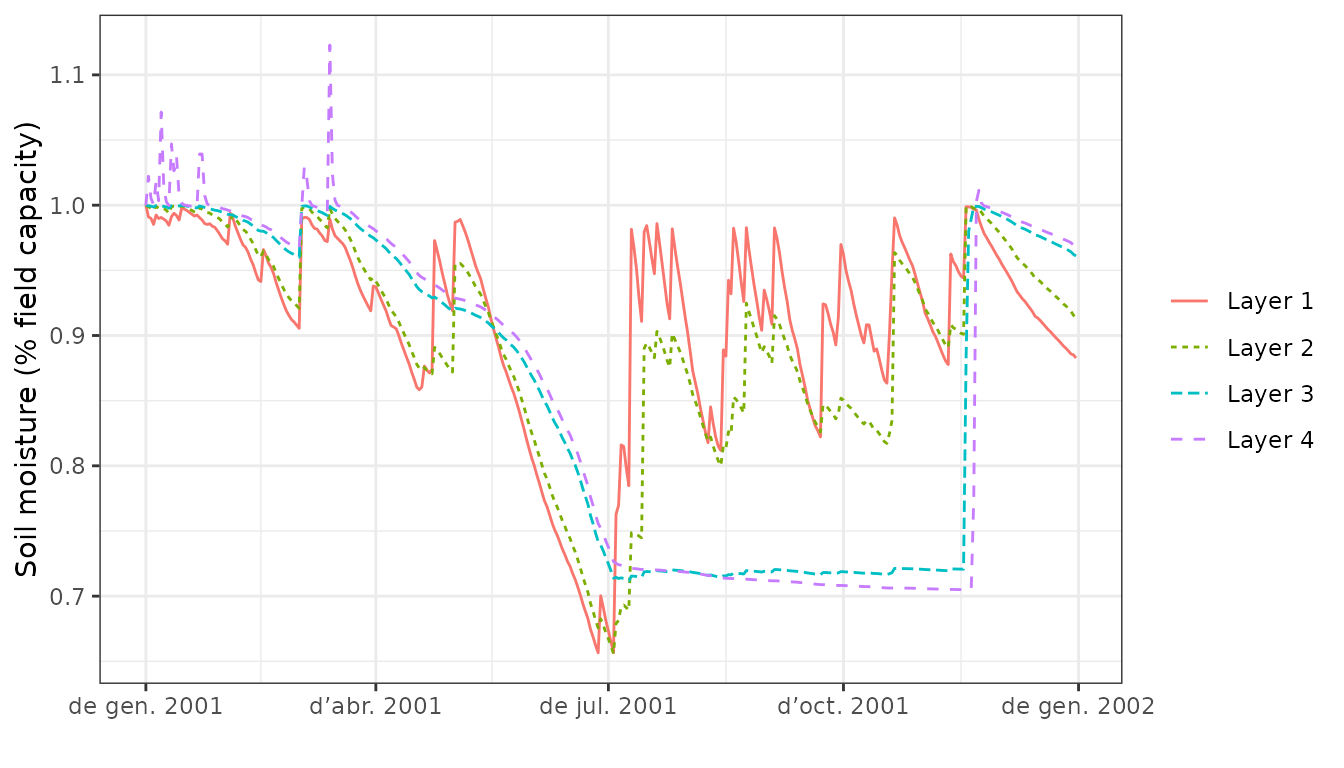 Soil moisture (% field capacity)
1.1
1.0
0.9
0.8
0.7
de gen. 2001
d’abr. 2001
de jul. 2001
d’oct. 2001
de gen. 2002
Layer 1
Layer 2
Layer 3
Layer 4